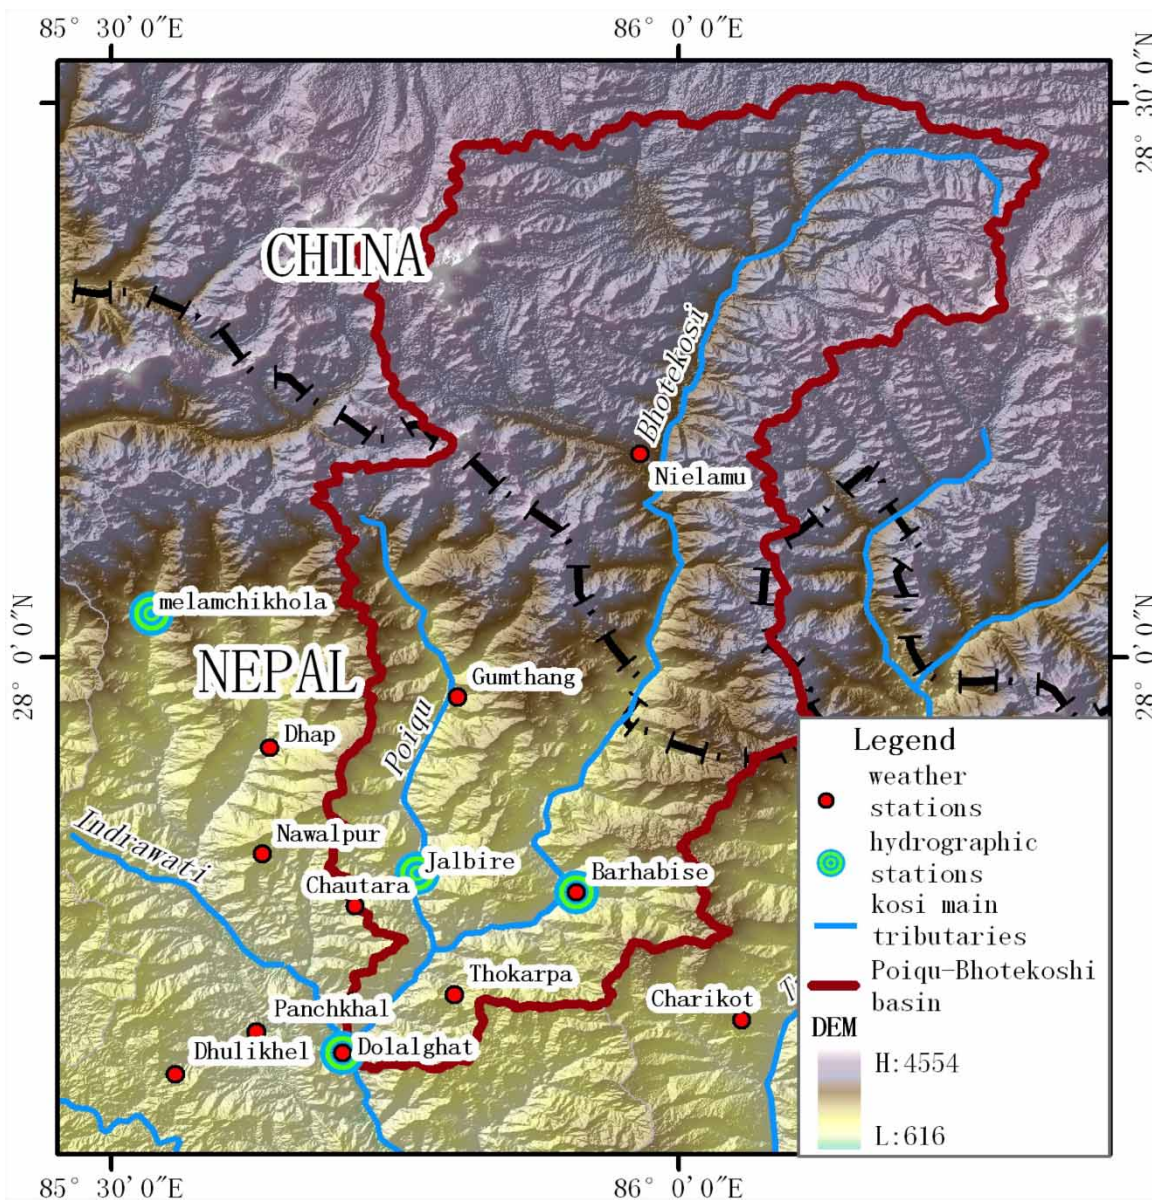 85° 30′ 0″E
86° 0′ 0″E
28° 30′ 0″N
CHINA
Bhotekosi
Nielamu
28° 0′ 0″N
melamchikhola
NEPAL
Gumthang
Dhap
Poiqu
Indrawati
Nawalpur
Jalbire
Chautara
Barhabise
Thokarpa
Panchkhal
Charikot
T
Dhulikhel
Dolalghat
Legend
weather
stations
hydrographic
stations
kosi main
tributaries
Poiqu-Bhotekoshi
basin
DEM
H:4554
L:616
28° 0′ 0″N
85° 30′ 0″E
86° 0′ 0″E